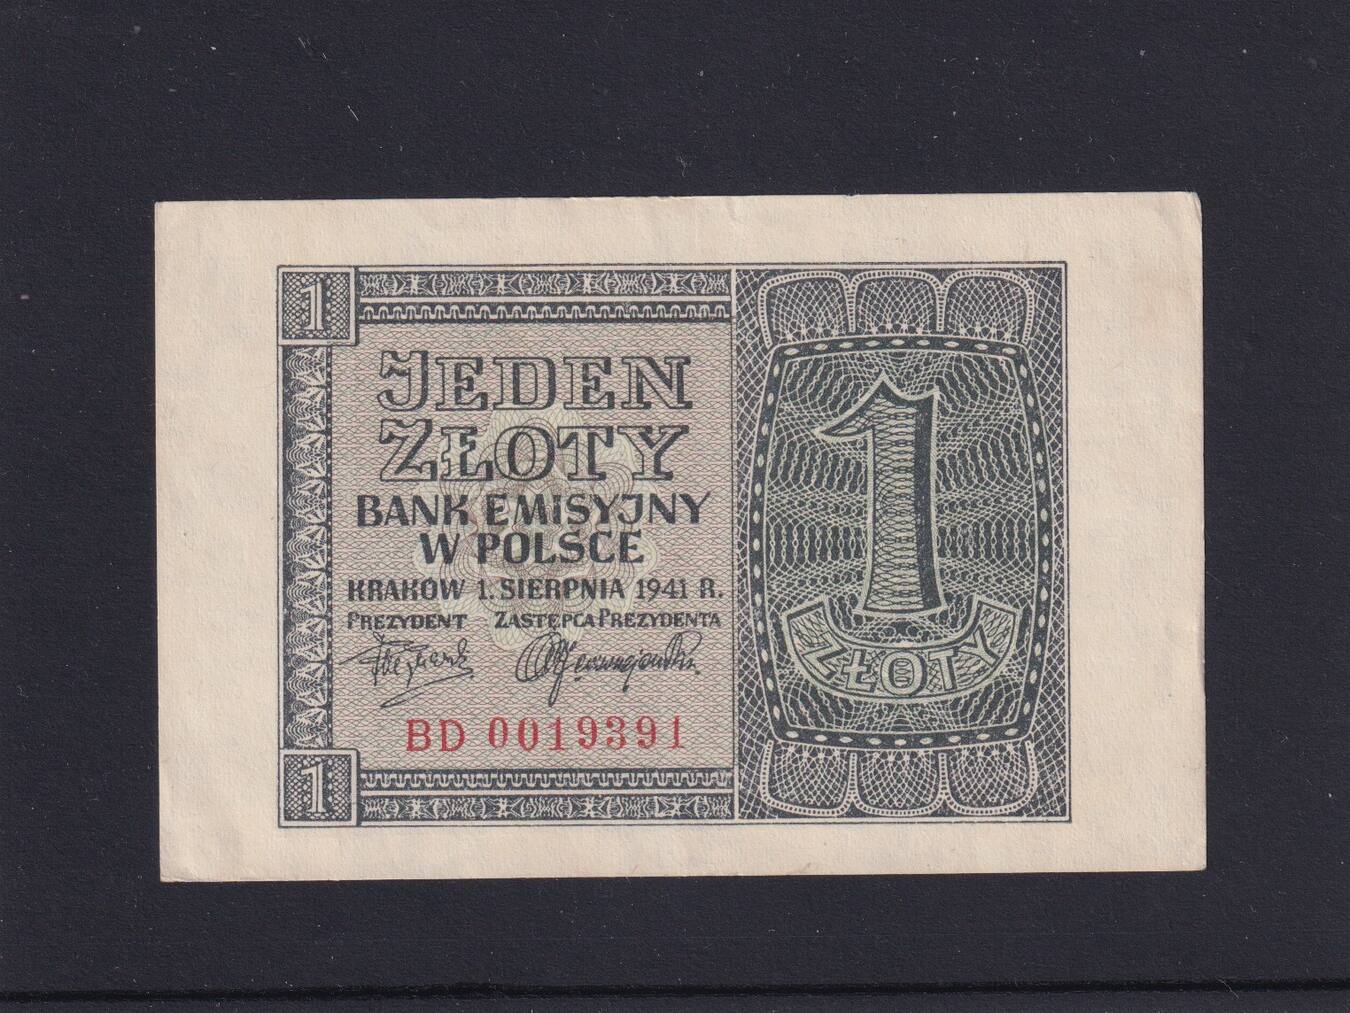 1
JEDEN
ZŁOTY
BANK EMISYJNY
W POLSCE
KRAKÓW 1. SIERPNIA 1941 R.
PREZYDENT ZASTĘPCA PREZYDENTA
BD 0019391
1
1
ZŁOTY